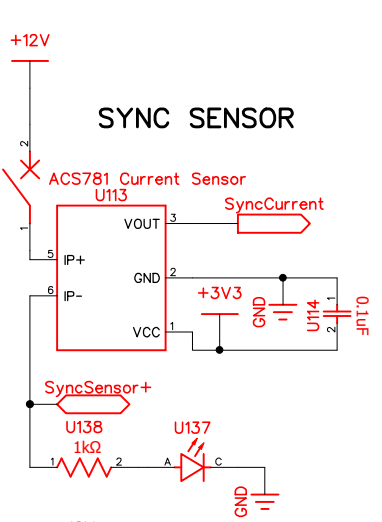 +12V
SYNC SENSOR
2
1
ACS781 Current Sensor
U113
SyncCurrent
VOUT 3
5 IP+
GND 2
6 IP-
+3V3
GND
U114
1
2
0.1uF
VCC 1
SyncSensor+
U138
1kΩ
1
2
U137
A
C
GND